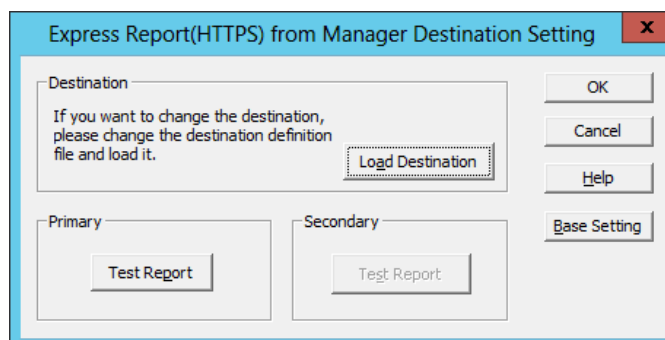 Express Report(HTTPS) from Manager Destination Setting
x
Destination
If you want to change the destination,
please change the destination definition
file and load it.
Load Destination
OK
Cancel
Help
Base Setting
Primary
Test Report
Secondary
Test Report